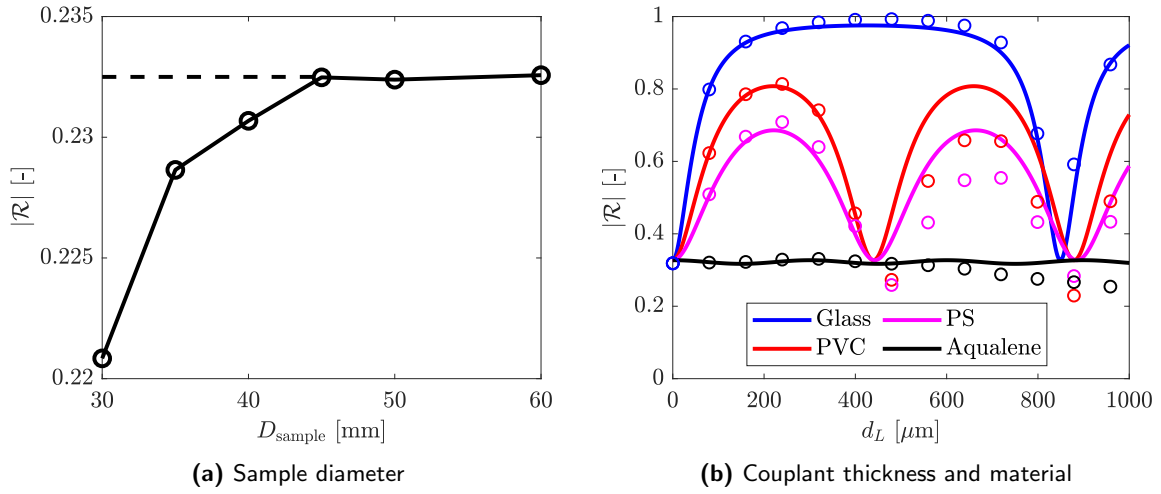 0.235
0.23
0.225
0.22
|R| [-]
30 40 50 60
D_sample [mm]
(a) Sample diameter
1
0.8
0.6
0.4
0.2
0
|R| [-]
Glass PS
PVC Aqualene
0 200 400 600 800 1000
d_L [μm]
(b) Couplant thickness and material